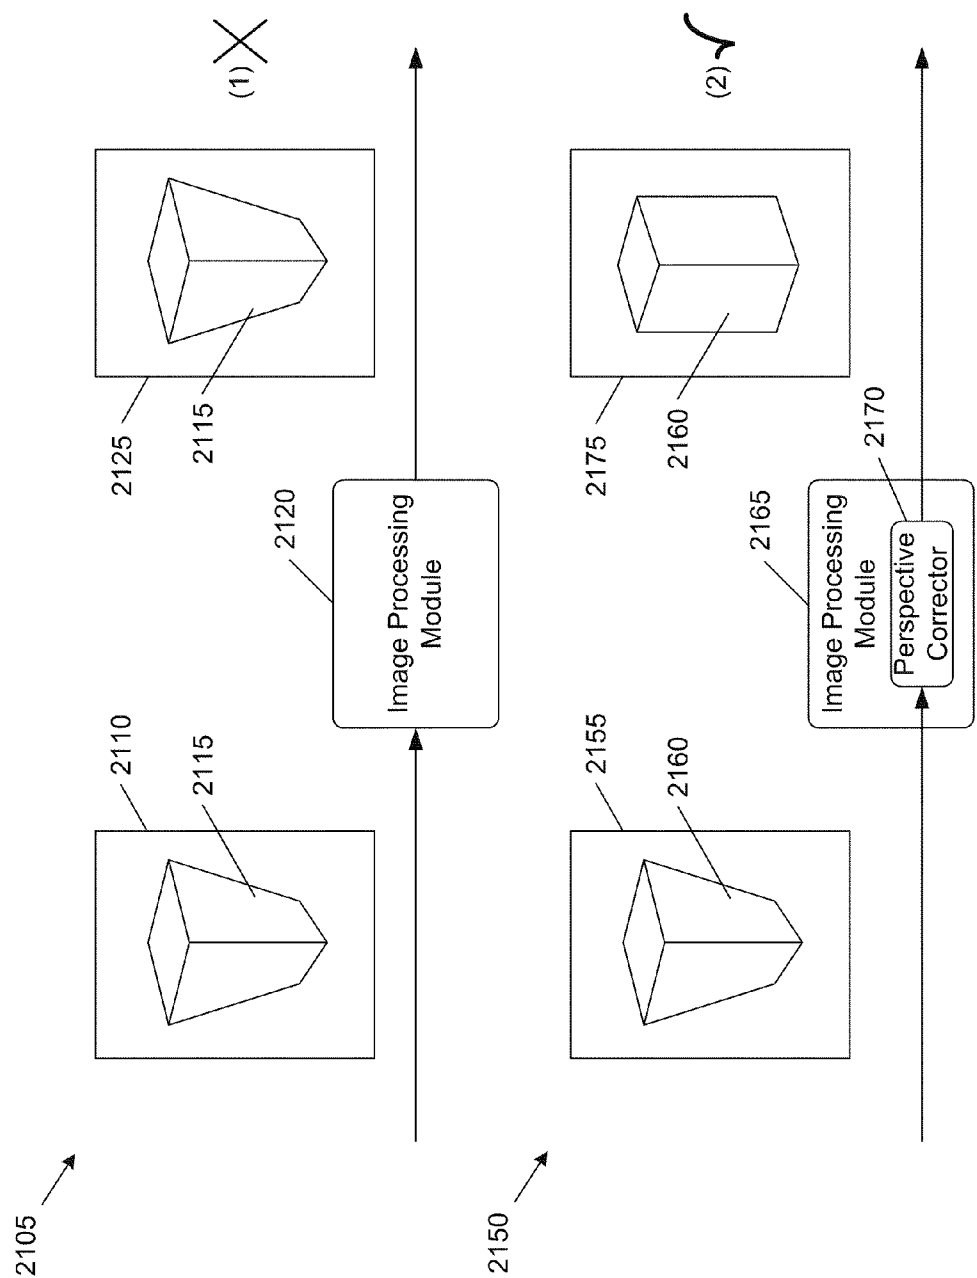 2105
2110
2115
2120
Image Processing
Module
2125
2115
(1)
2150
2155
2160
2165
Image Processing
Module
2170
Perspective
Corrector
2175
2160
(2)